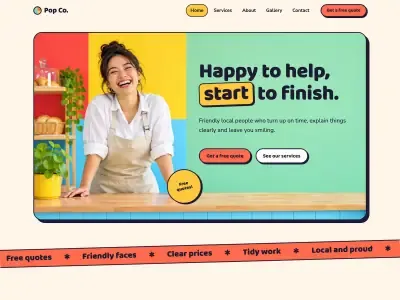 Pop Co.
Home Services About Gallery Contact Get a free quote
Happy to help,
start to finish.
Friendly local people who turn up on time, explain things
clearly and leave you smiling.
Get a free quote See our services
Free
quotes!
Free quotes * Friendly faces * Clear prices * Tidy work * Local and proud *